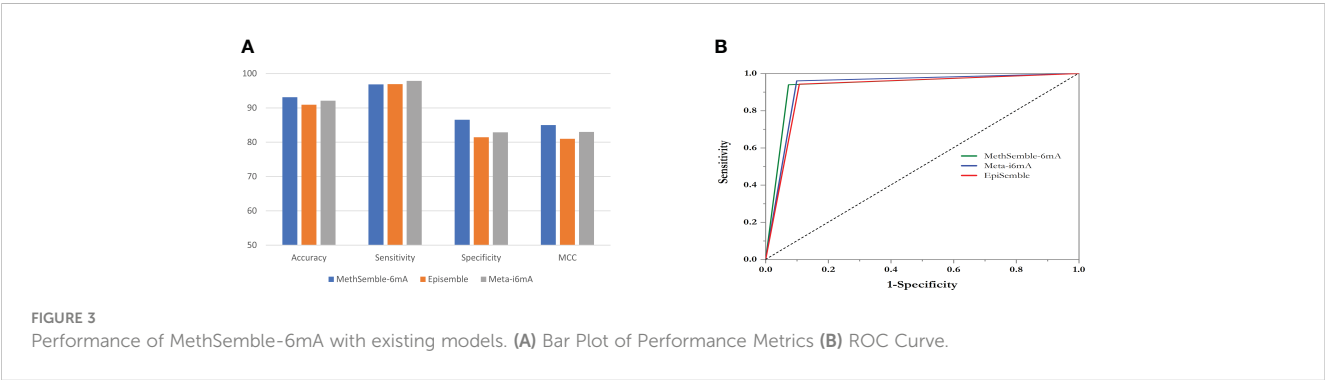 A
100
90
80
70
60
50
Accuracy
Sensitivity
Specificity
MCC
MethSemble-6mA
Episemble
Meta-i6mA
B
1.0
0.8
0.6
0.4
0.2
0.0
Sensitivity
MethSemble-6mA
Meta-i6mA
EpiSemble
0.0
0.2
0.4
0.6
0.8
1.0
1-Specificity
FIGURE 3
Performance of MethSemble-6mA with existing models. (A) Bar Plot of Performance Metrics (B) ROC Curve.